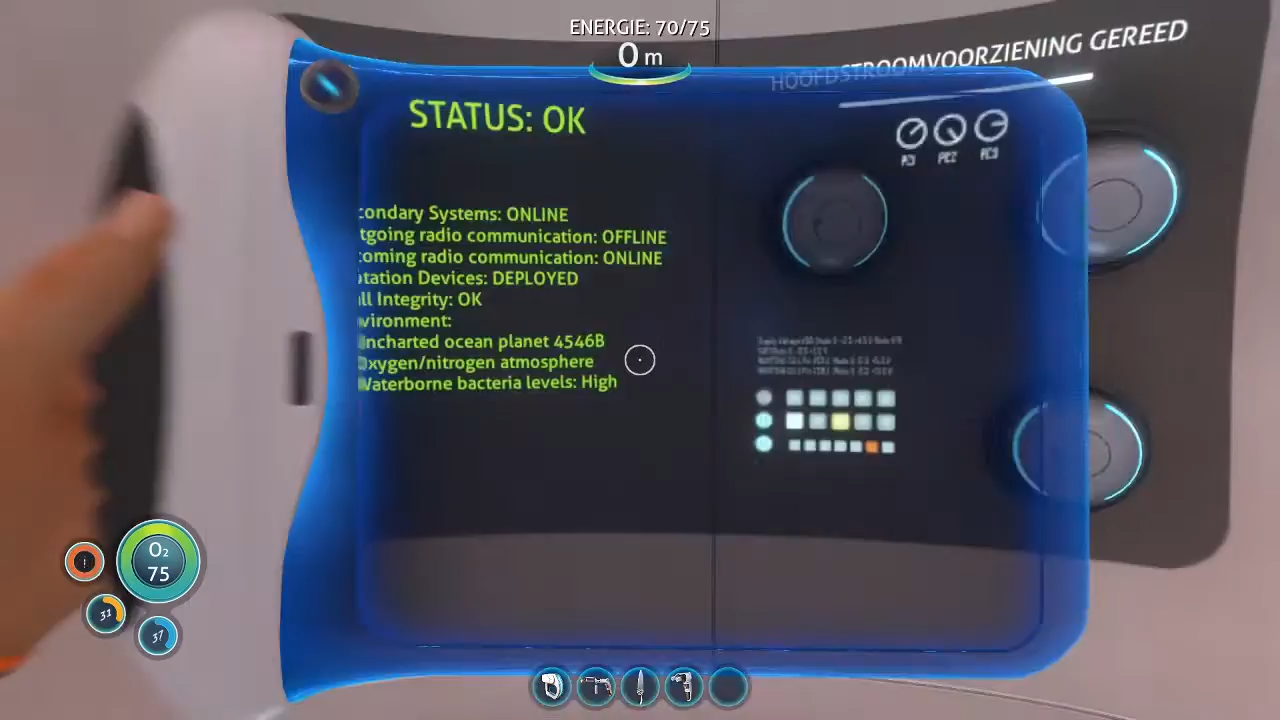 ENERGIE: 70/75
0 m
HOOFDSTROOMVOORZIENING GEREED
STATUS: OK
condary Systems: ONLINE
tgoing radio communication: OFFLINE
coming radio communication: ONLINE
tation Devices: DEPLOYED
ll Integrity: OK
vironment:
Uncharted ocean planet 4546B
Oxygen/nitrogen atmosphere
Waterborne bacteria levels: High
O2
75
31
37